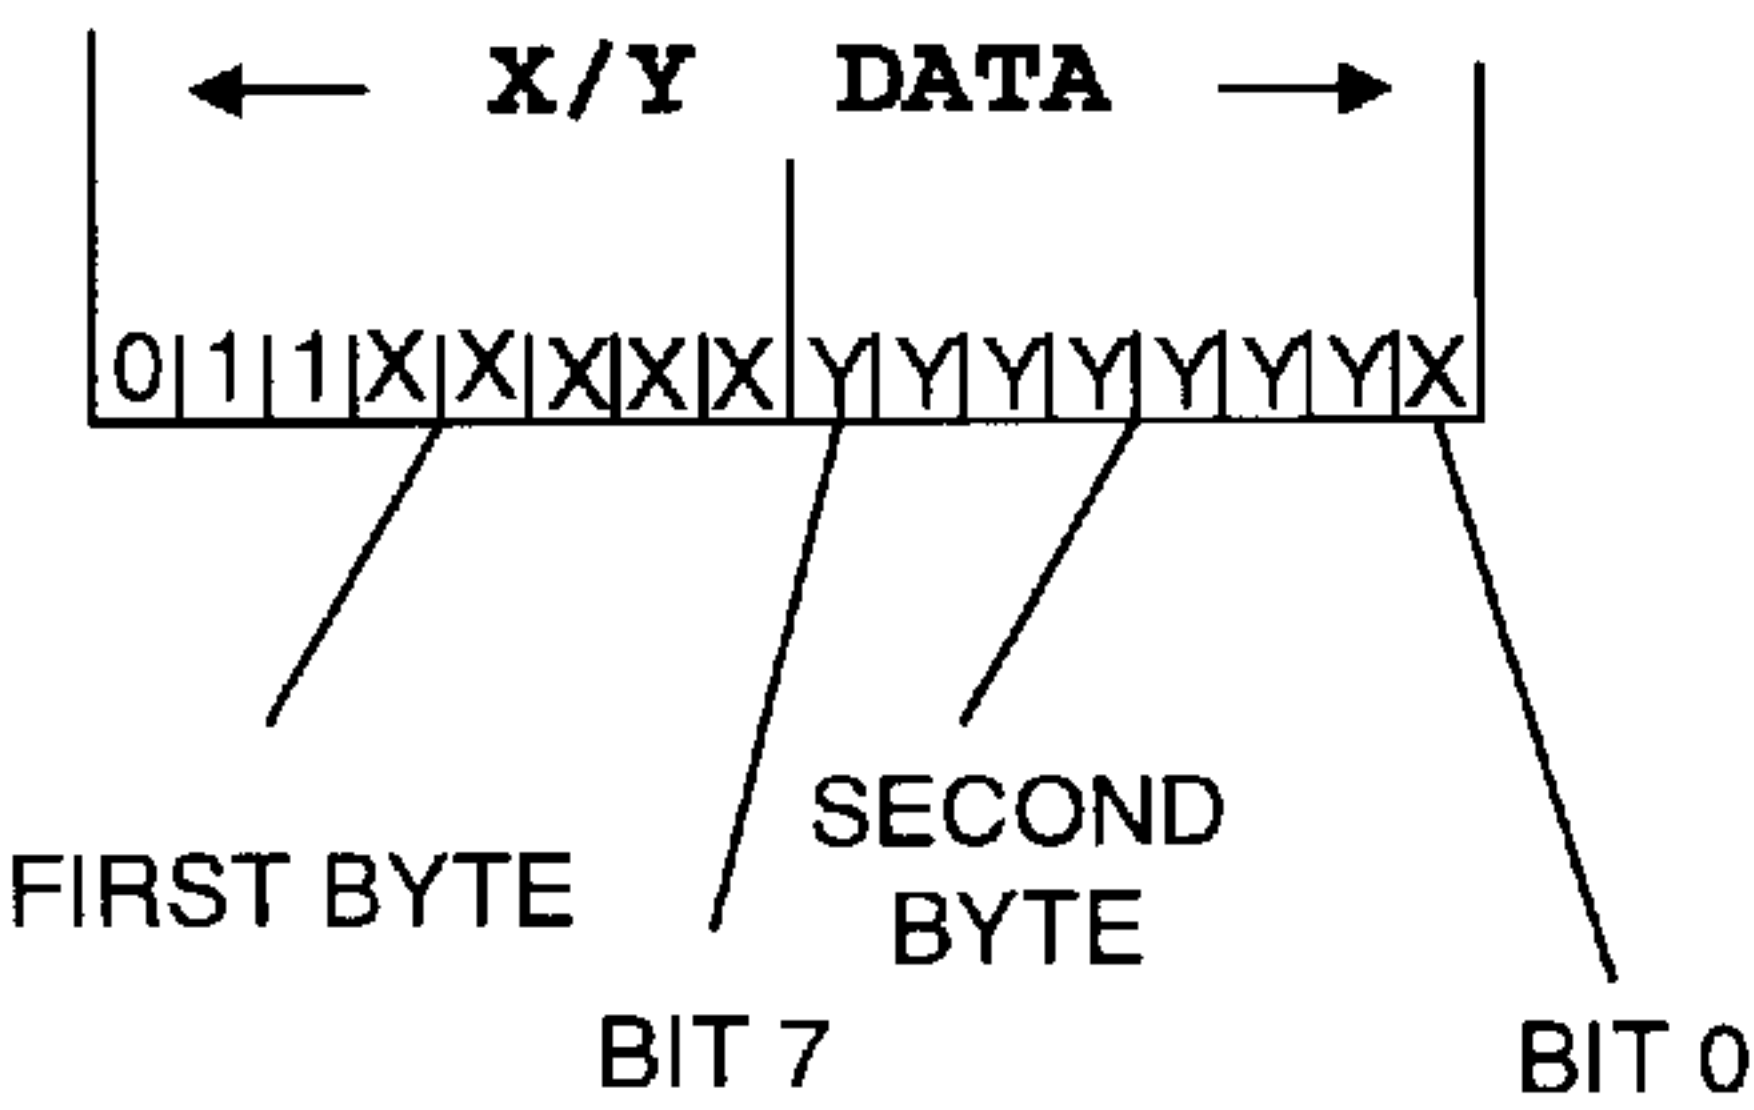 X/Y DATA
0 1 1 X X X X X Y Y Y Y Y Y Y X
FIRST BYTE
SECOND
BYTE
BIT 7
BIT 0